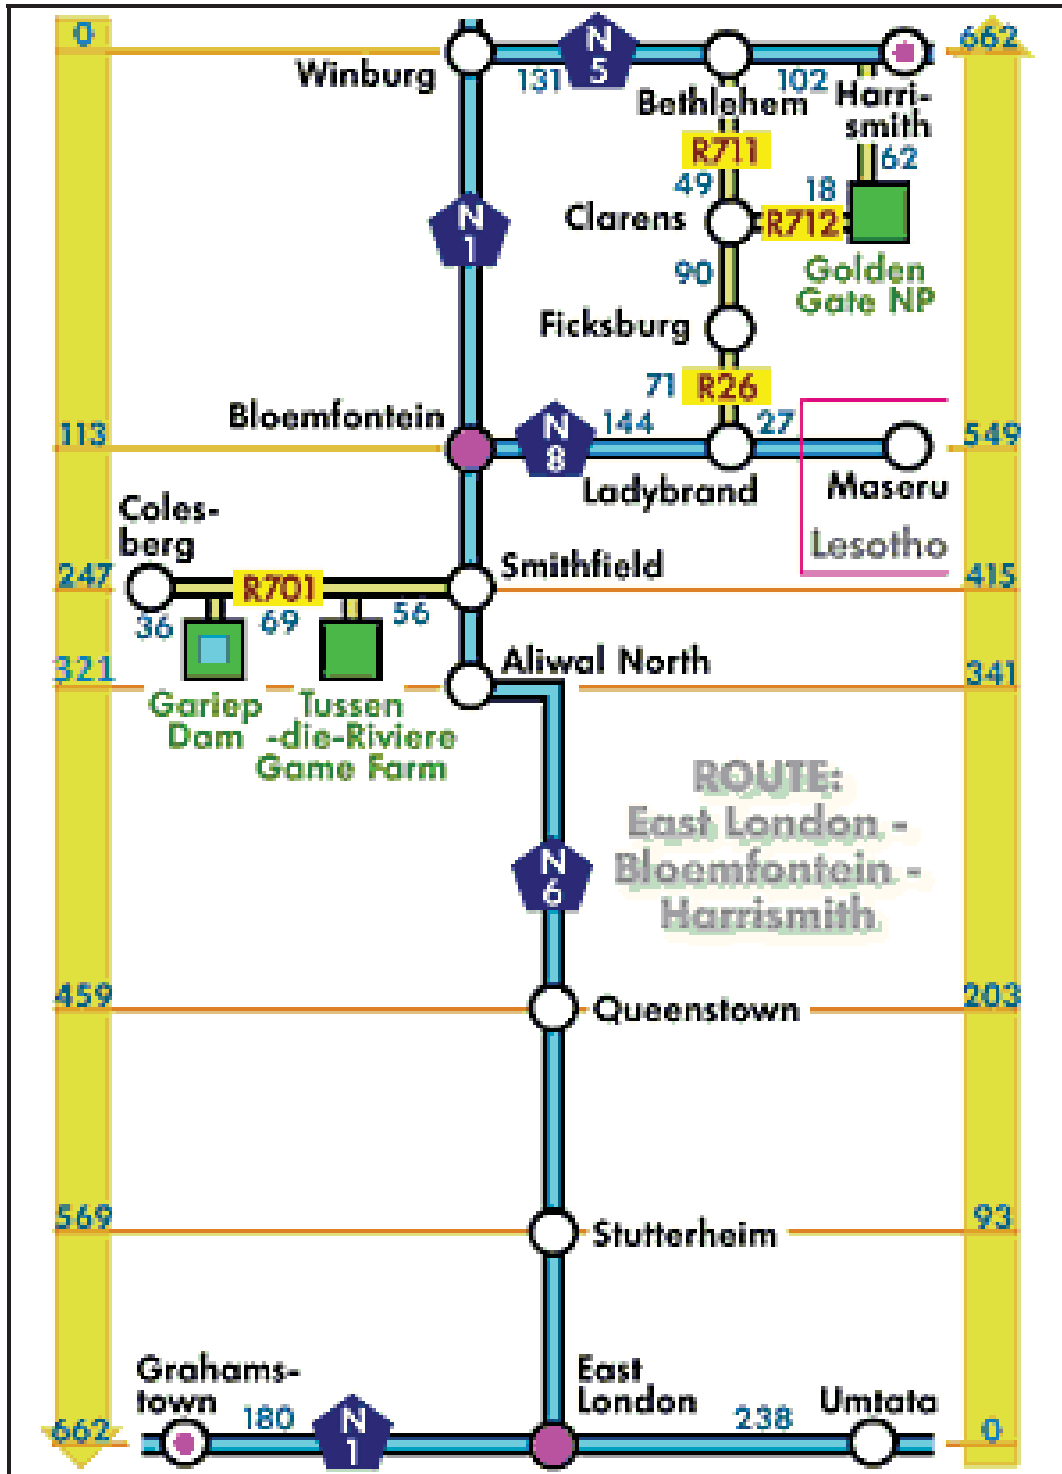 0
662
N
5
Winburg
131
102
Harri-
smith
Bethlehem
R711
62
49
18
N
1
Clarens
R712
Golden
Gate NP
90
Ficksburg
71
R26
Bloemfontein
N
8
144
27
113
549
Ladybrand
Maseru
Coles-
berg
Lesotho
Smithfield
247
R701
415
36
69
56
321
Aliwal North
341
Gariep
Dam
Tussen
-die-Riviere
Game Farm
ROUTE:
East London -
Bloemfontein -
Harrismith
N
6
459
Queenstown
203
569
Stutterheim
93
Grahams-
town
East
London
Umtata
180
N
1
238
662
0